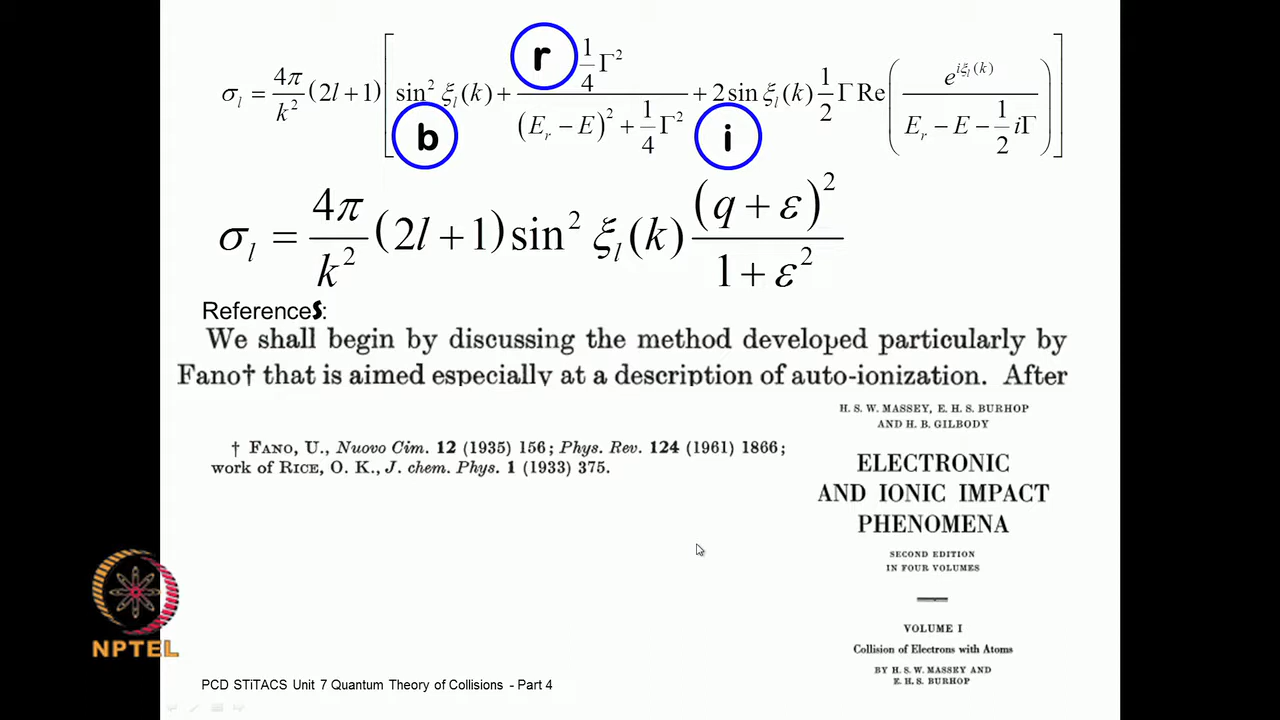 σ_l = 4π/k² (2l+1) [ sin² ξ_l(k) + ¼Γ² / ((E_r − E)² + ¼Γ²) + 2 sin ξ_l(k) ½ Γ Re( e^{iξ_l(k)} / (E_r − E − ½ iΓ) ) ]
r
b
i
σ_l = 4π/k² (2l+1) sin² ξ_l(k) (q + ε)² / (1 + ε²)
References:
We shall begin by discussing the method developed particularly by
Fano† that is aimed especially at a description of auto-ionization. After
† FANO, U., Nuovo Cim. 12 (1935) 156; Phys. Rev. 124 (1961) 1866;
work of RICE, O. K., J. chem. Phys. 1 (1933) 375.
H. S. W. MASSEY, E. H. S. BURHOP
AND H. B. GILBODY
ELECTRONIC
AND IONIC IMPACT
PHENOMENA
SECOND EDITION
IN FOUR VOLUMES
VOLUME I
Collision of Electrons with Atoms
BY H. S. W. MASSEY AND
E. H. S. BURHOP
NPTEL
PCD STiTACS Unit 7 Quantum Theory of Collisions - Part 4